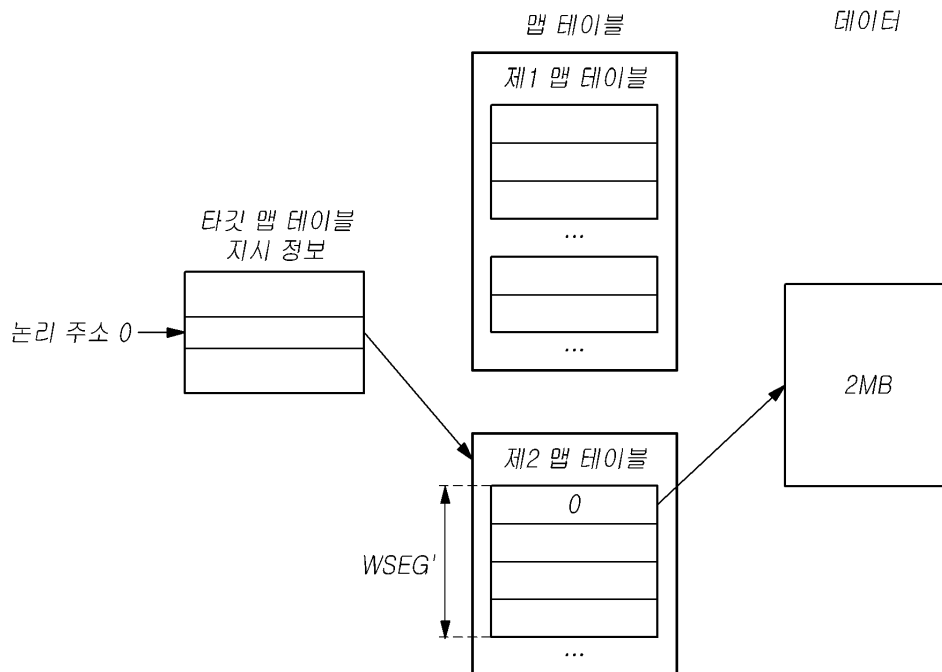 맵 테이블
데이터
제1 맵 테이블
...
...
타깃 맵 테이블
지시 정보
논리 주소 0
2MB
제2 맵 테이블
0
WSEG'
...